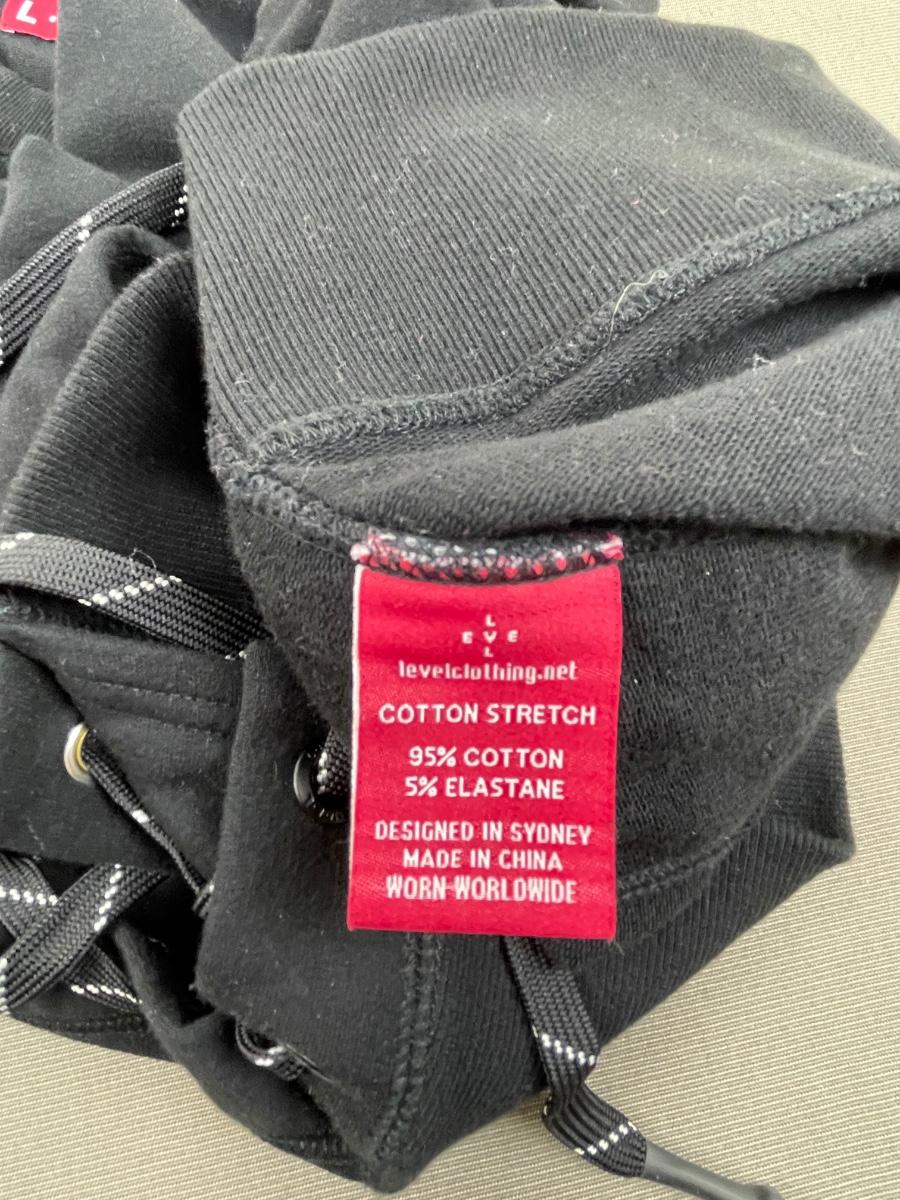 L.
L
E V E
L
levelclothing.net
COTTON STRETCH
95% COTTON
5% ELASTANE
DESIGNED IN SYDNEY
MADE IN CHINA
WORN WORLDWIDE